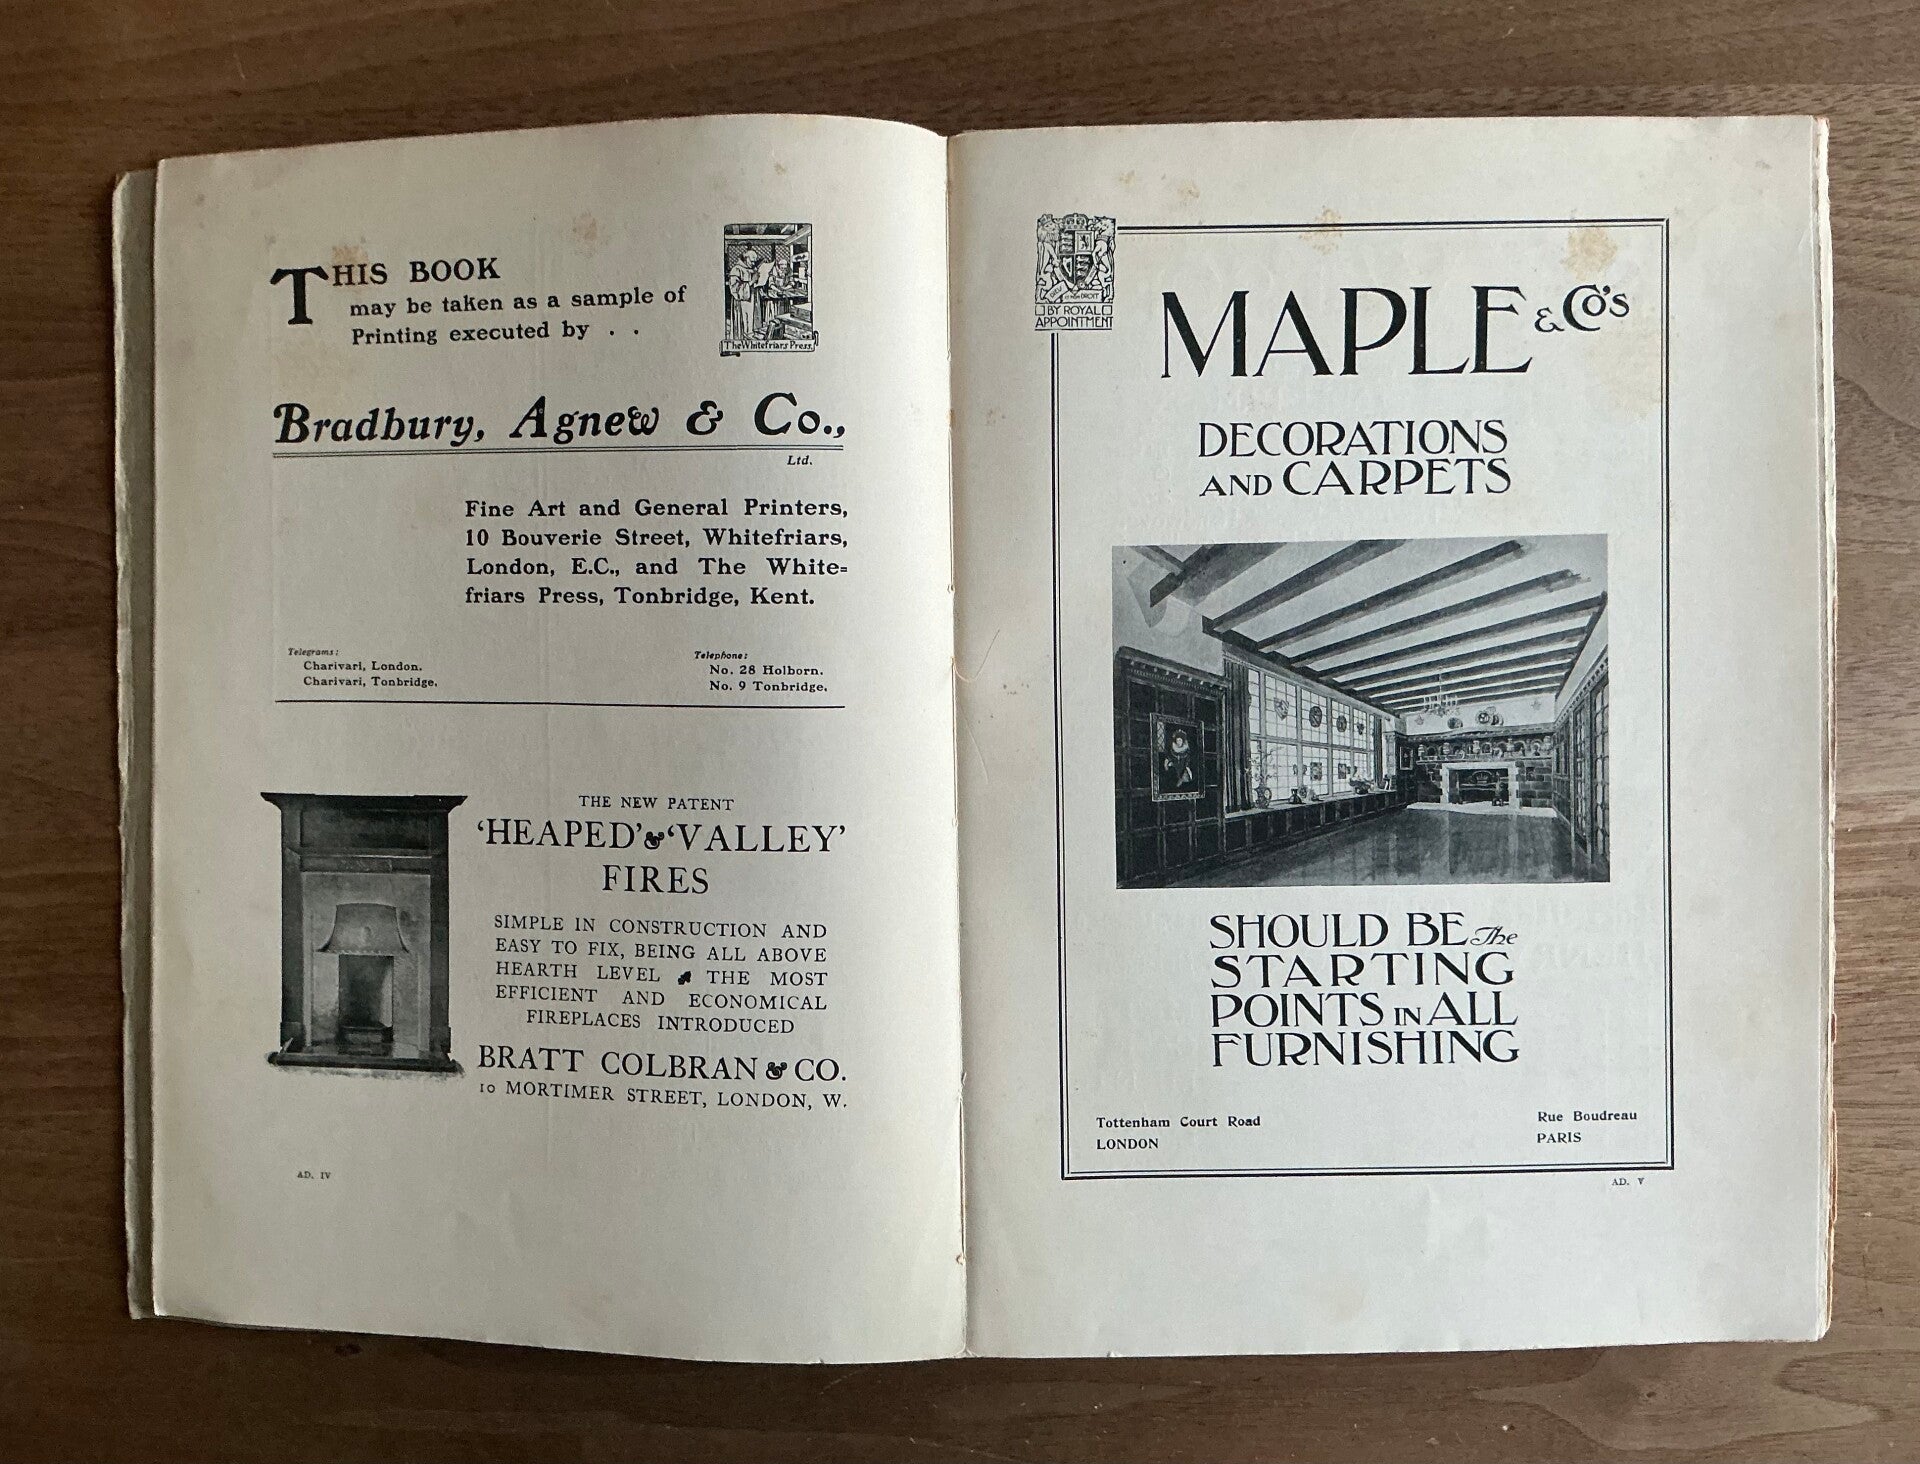 THIS BOOK
may be taken as a sample of
Printing executed by . .
The Whitefriars Press.
Bradbury, Agnew & Co.,
Ltd.
Fine Art and General Printers,
10 Bouverie Street, Whitefriars,
London, E.C., and The White=
friars Press, Tonbridge, Kent.
Telegrams:
Charivari, London.
Charivari, Tonbridge.
Telephone:
No. 28 Holborn.
No. 9 Tonbridge.
THE NEW PATENT
'HEAPED' & 'VALLEY'
FIRES
SIMPLE IN CONSTRUCTION AND
EASY TO FIX, BEING ALL ABOVE
HEARTH LEVEL THE MOST
EFFICIENT AND ECONOMICAL
FIREPLACES INTRODUCED
BRATT COLBRAN & CO.
10 MORTIMER STREET, LONDON, W.
AD. IV
DIEU ET MON DROIT
BY ROYAL
APPOINTMENT
MAPLE & Co's
DECORATIONS
AND CARPETS
SHOULD BE The
STARTING
POINTS IN ALL
FURNISHING
Tottenham Court Road
LONDON
Rue Boudreau
PARIS
AD. V